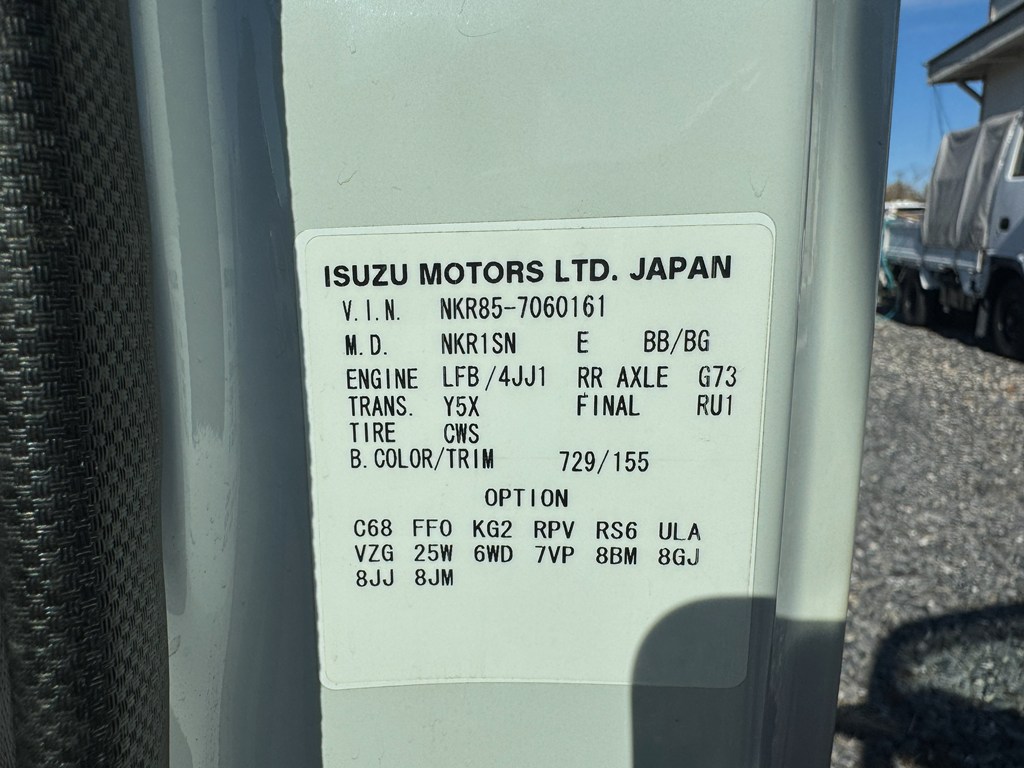 ISUZU MOTORS LTD. JAPAN
V.I.N. NKR85-7060161
M.D. NKR1SN E BB/BG
ENGINE LFB/4JJ1 RR AXLE G73
TRANS. Y5X FINAL RU1
TIRE CWS
B.COLOR/TRIM 729/155
OPTION
C68 FF0 KG2 RPV RS6 ULA
VZG 25W 6WD 7VP 8BM 8GJ
8JJ 8JM